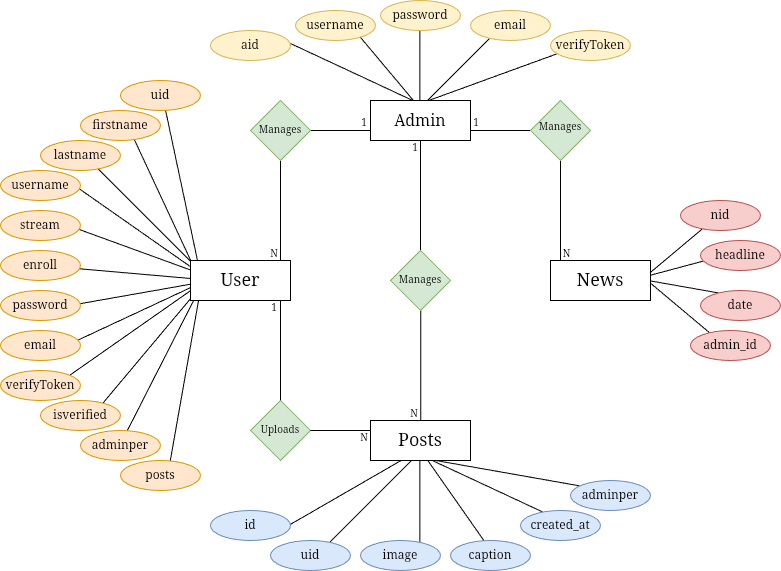 password
username
email
aid
verifyToken
uid
firstname
lastname
username
stream
enroll
password
email
verifyToken
isverified
adminper
posts
Manages
1
Admin
1
Manages
1
N
N
User
1
Manages
News
nid
headline
date
admin_id
Uploads
N
N
Posts
id
uid
image
caption
created_at
adminper